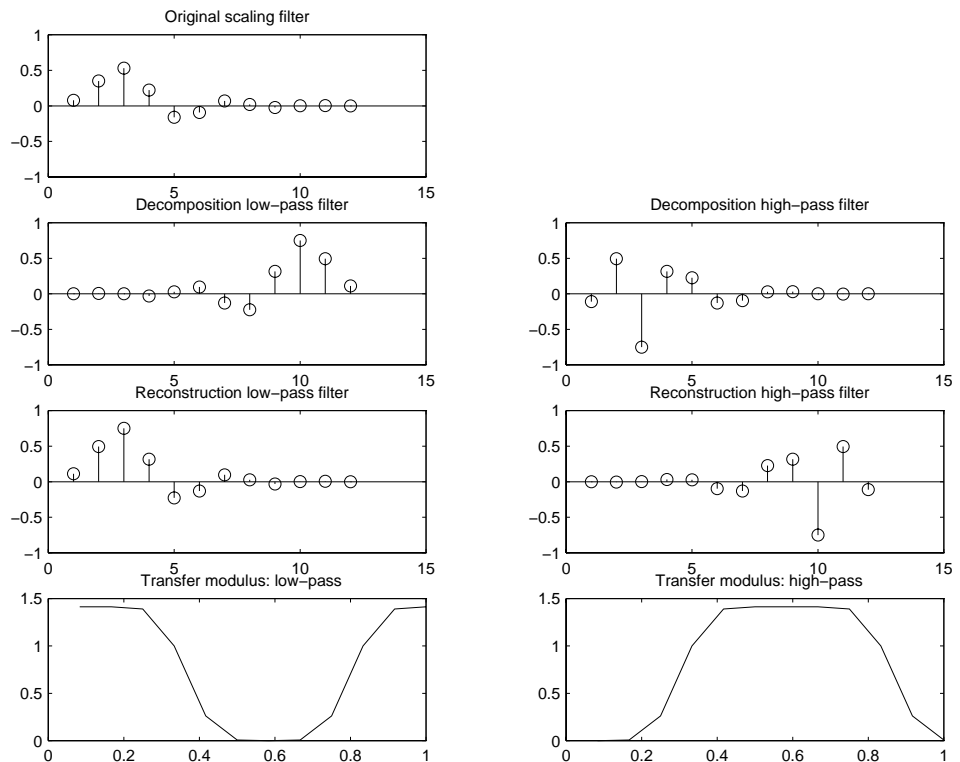 Original scaling filter
1
0.5
0
−0.5
−1
0 5 10 15
Decomposition low−pass filter
1
0.5
0
−0.5
−1
0 5 10 15
Decomposition high−pass filter
1
0.5
0
−0.5
−1
0 5 10 15
Reconstruction low−pass filter
1
0.5
0
−0.5
−1
0 5 10 15
Reconstruction high−pass filter
1
0.5
0
−0.5
−1
0 5 10 15
Transfer modulus: low−pass
1.5
1
0.5
0
0 0.2 0.4 0.6 0.8 1
Transfer modulus: high−pass
1.5
1
0.5
0
0 0.2 0.4 0.6 0.8 1